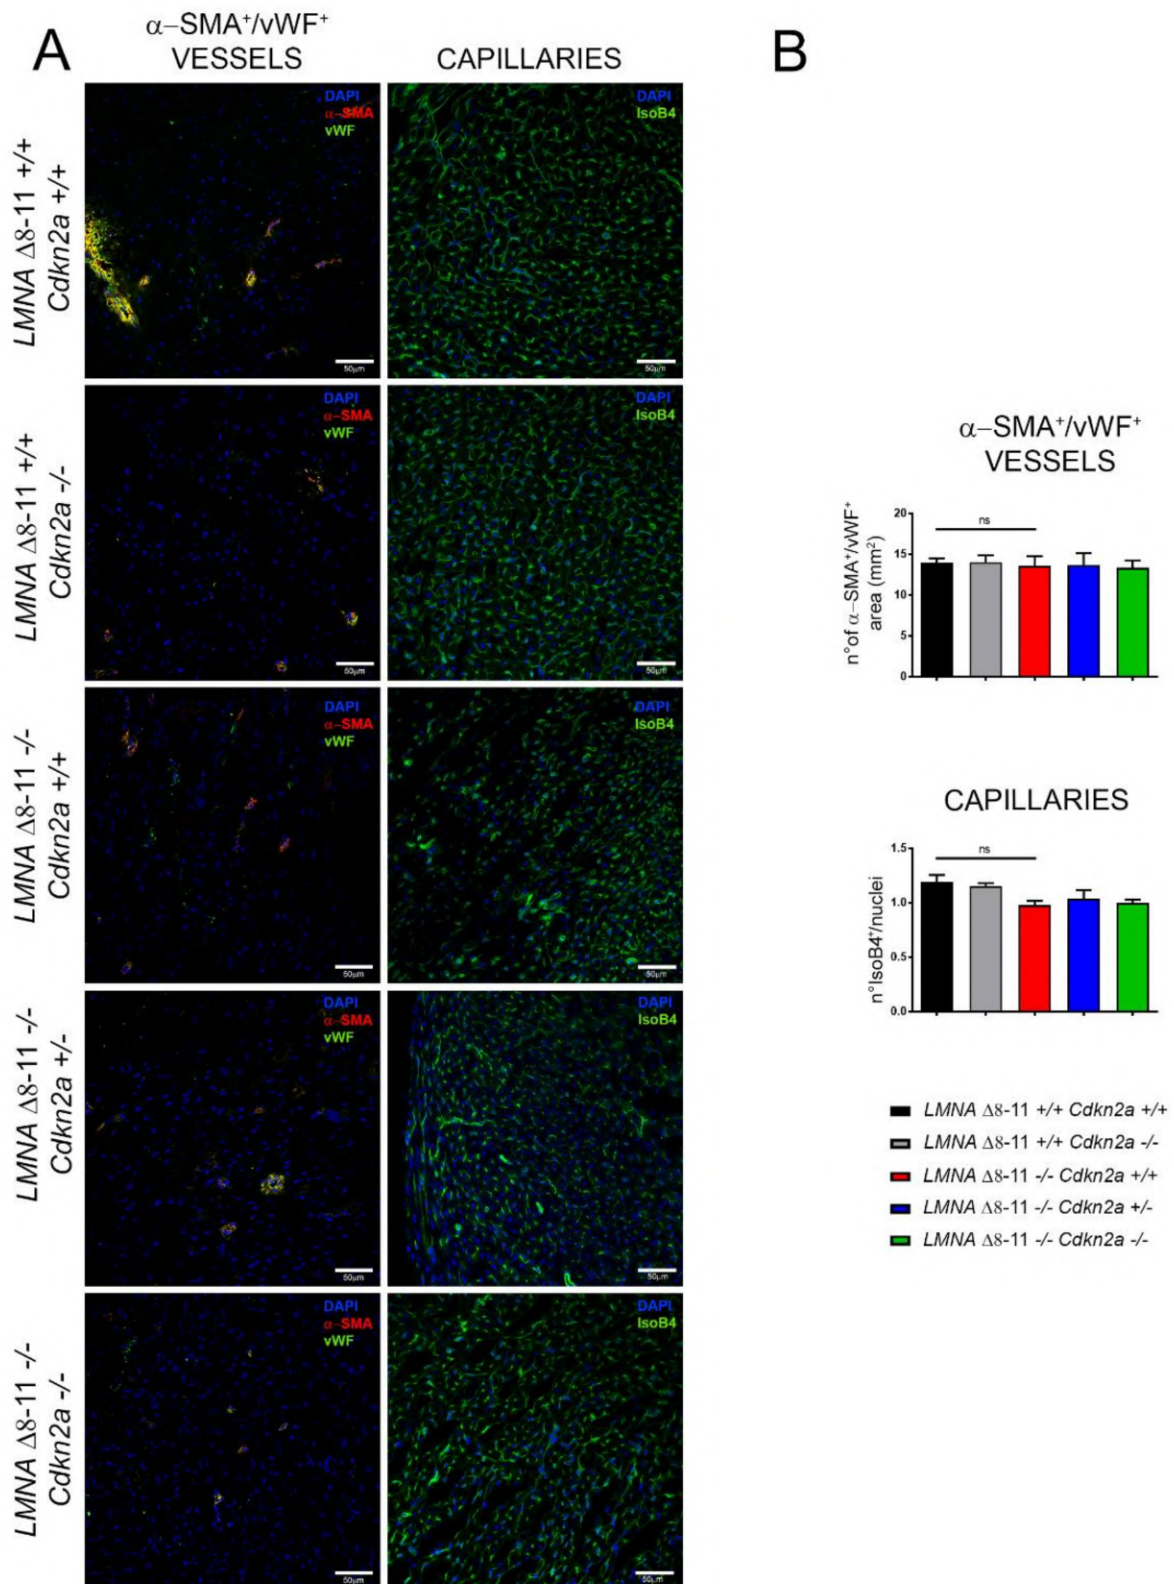 A
α–SMA⁺/vWF⁺
VESSELS
CAPILLARIES
LMNA Δ8-11 +/+
Cdkn2a +/+
DAPI
α–SMA
vWF
50μm
DAPI
IsoB4
50μm
LMNA Δ8-11 +/+
Cdkn2a -/-
DAPI
α–SMA
vWF
50μm
DAPI
IsoB4
50μm
LMNA Δ8-11 -/-
Cdkn2a +/+
DAPI
α–SMA
vWF
50μm
DAPI
IsoB4
50μm
LMNA Δ8-11 -/-
Cdkn2a +/-
DAPI
α–SMA
vWF
50μm
DAPI
IsoB4
50μm
LMNA Δ8-11 -/-
Cdkn2a -/-
DAPI
α–SMA
vWF
50μm
DAPI
IsoB4
50μm
B
α–SMA⁺/vWF⁺
VESSELS
n°of α–SMA⁺/vWF⁺
area (mm²)
20
15
10
5
0
ns
CAPILLARIES
n°IsoB4⁺/nuclei
1.5
1.0
0.5
0.0
ns
LMNA Δ8-11 +/+ Cdkn2a +/+
LMNA Δ8-11 +/+ Cdkn2a -/-
LMNA Δ8-11 -/- Cdkn2a +/+
LMNA Δ8-11 -/- Cdkn2a +/-
LMNA Δ8-11 -/- Cdkn2a -/-